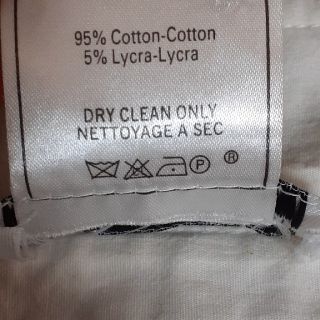 95% Cotton-Cotton
5% Lycra-Lycra
DRY CLEAN ONLY
NETTOYAGE A SEC
P ®